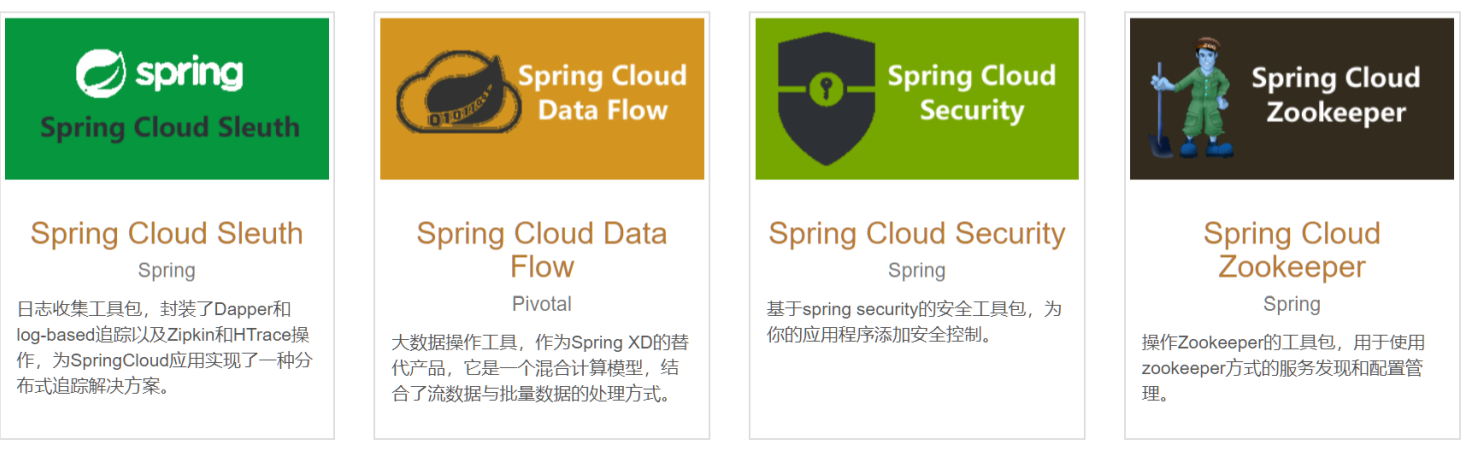 spring
Spring Cloud Sleuth
Spring Cloud Sleuth
Spring
日志收集工具包，封装了Dapper和
log-based追踪以及Zipkin和HTrace操
作，为SpringCloud应用实现了一种分
布式追踪解决方案。
Spring Cloud
Data Flow
Spring Cloud Data
Flow
Pivotal
大数据操作工具，作为Spring XD的替
代产品，它是一个混合计算模型，结
合了流数据与批量数据的处理方式。
Spring Cloud
Security
Spring Cloud Security
Spring
基于spring security的安全工具包，为
你的应用程序添加安全控制。
Spring Cloud
Zookeeper
Spring Cloud
Zookeeper
Spring
操作Zookeeper的工具包，用于使用
zookeeper方式的服务发现和配置管
理。